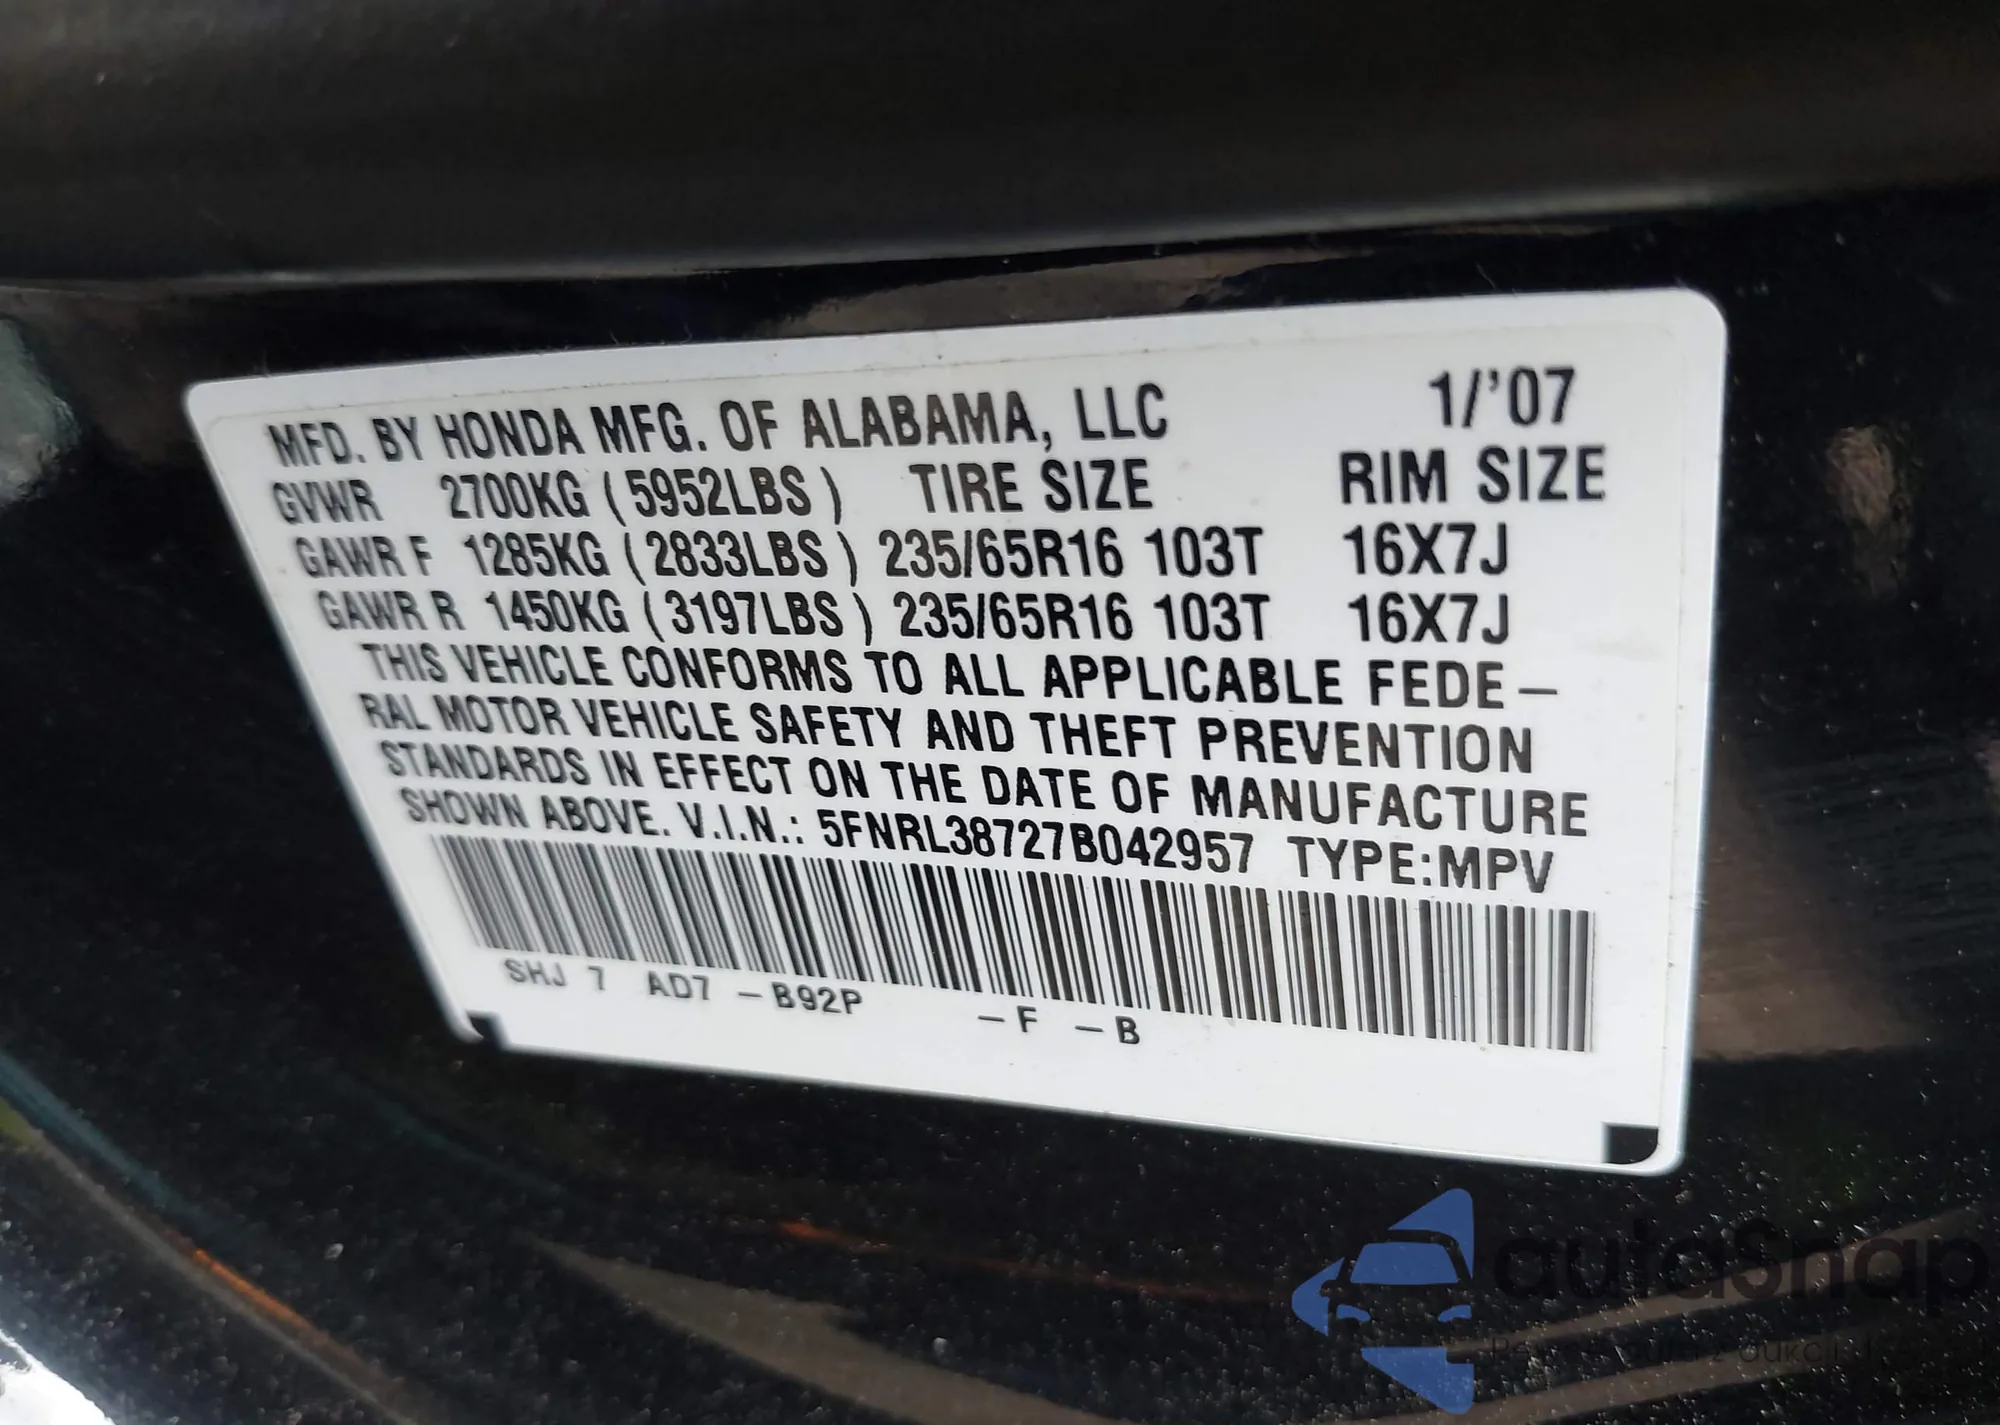 MFD. BY HONDA MFG. OF ALABAMA, LLC 1/'07
GVWR 2700KG (5952LBS) TIRE SIZE RIM SIZE
GAWR F 1285KG (2833LBS) 235/65R16 103T 16X7J
GAWR R 1450KG (3197LBS) 235/65R16 103T 16X7J
THIS VEHICLE CONFORMS TO ALL APPLICABLE FEDE-
RAL MOTOR VEHICLE SAFETY AND THEFT PREVENTION
STANDARDS IN EFFECT ON THE DATE OF MANUFACTURE
SHOWN ABOVE. V.I.N.: 5FNRL38727B042957 TYPE:MPV
SHJ 7 AD7 -B92P -F -B
autaSnap